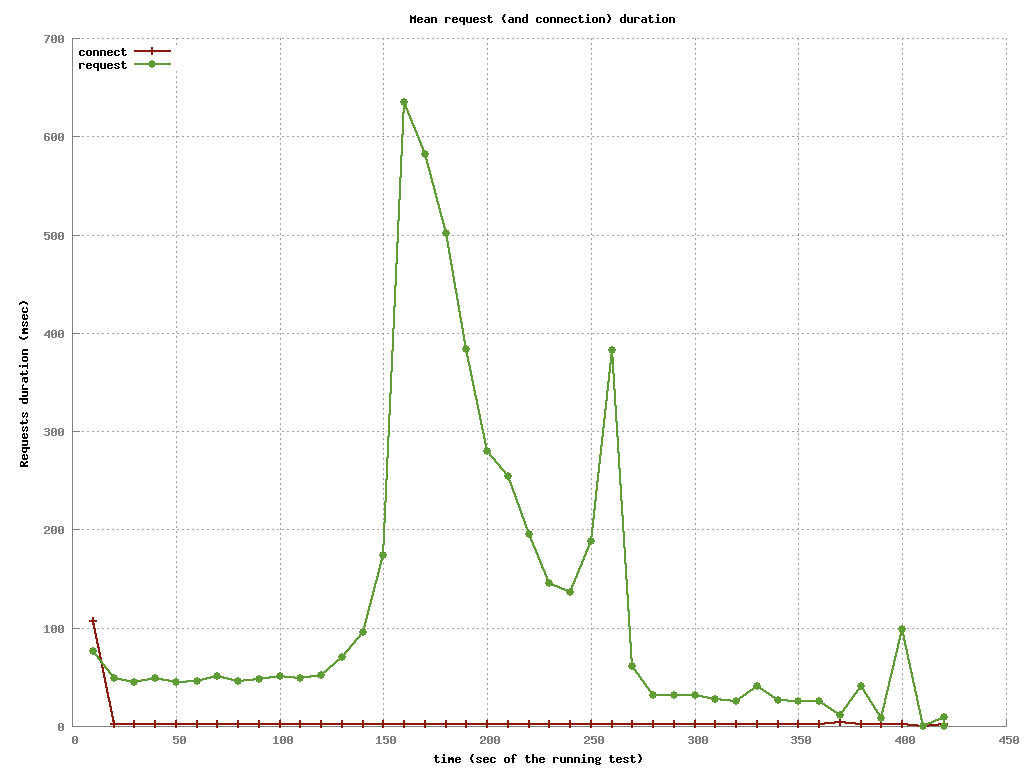 Mean request (and connection) duration
700
connect
request
600
500
400
300
200
100
0
Requests duration (msec)
0 50 100 150 200 250 300 350 400 450
time (sec of the running test)